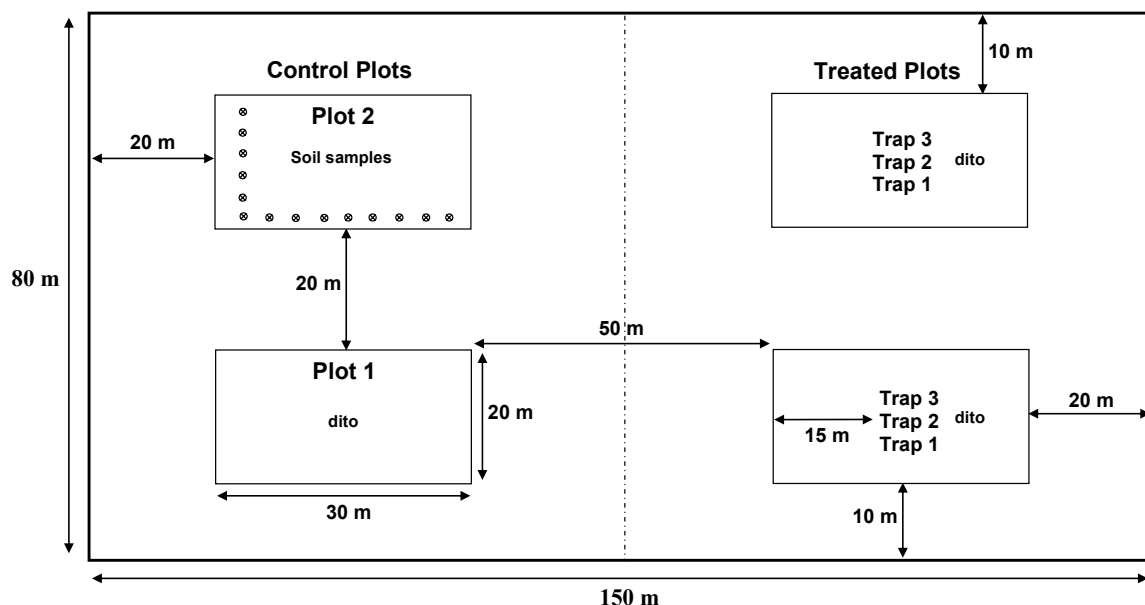 10 m
Control Plots
Treated Plots
Plot 2
20 m
Soil samples
Trap 3
Trap 2 dito
Trap 1
80 m
20 m
50 m
Plot 1
dito
20 m
Trap 3
Trap 2 dito
Trap 1
15 m
20 m
30 m
10 m
150 m